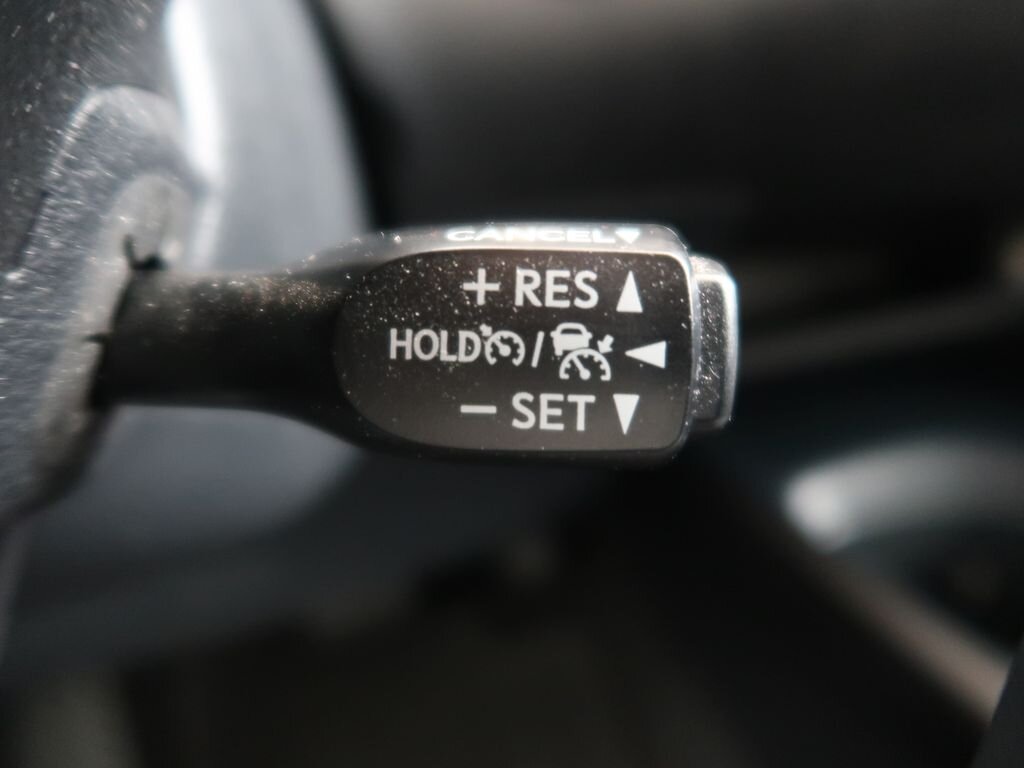 CANCEL
+ RES
HOLD /
− SET